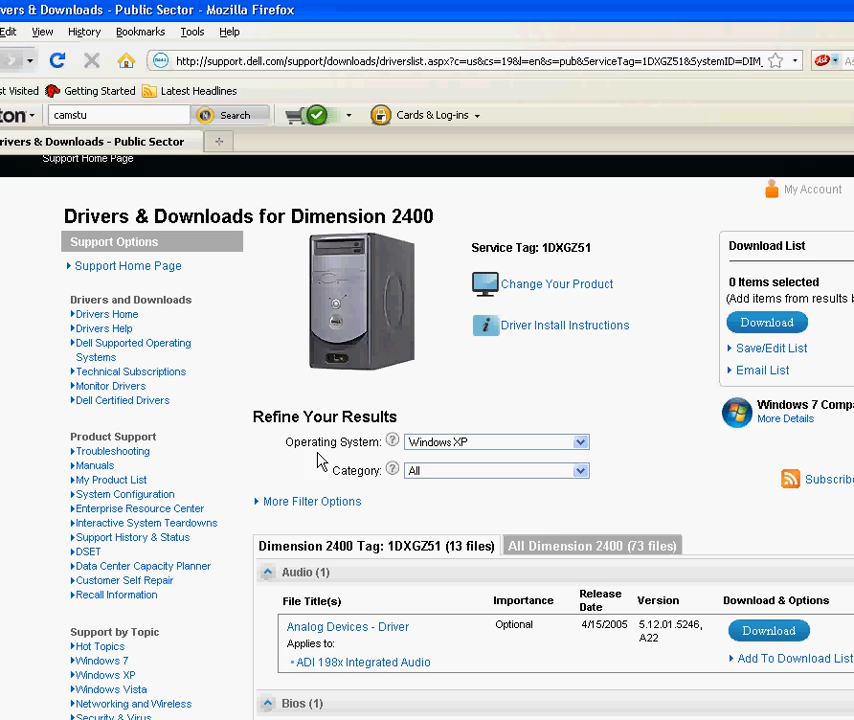 vers & Downloads - Public Sector - Mozilla Firefox
Edit View History Bookmarks Tools Help
http://support.dell.com/support/downloads/driverslist.aspx?c=us&cs=19&l=en&s=pub&ServiceTag=1DXGZ51&SystemID=DIM_
st Visited Getting Started Latest Headlines
ton camstu Search Cards & Log-ins
rivers & Downloads - Public Sector
Support Home Page
My Account
Drivers & Downloads for Dimension 2400
Support Options
Support Home Page
Drivers and Downloads
Drivers Home
Drivers Help
Dell Supported Operating
Systems
Technical Subscriptions
Monitor Drivers
Dell Certified Drivers
Product Support
Troubleshooting
Manuals
My Product List
System Configuration
Enterprise Resource Center
Interactive System Teardowns
Support History & Status
DSET
Data Center Capacity Planner
Customer Self Repair
Recall Information
Support by Topic
Hot Topics
Windows 7
Windows XP
Windows Vista
Networking and Wireless
Security & Virus
Service Tag: 1DXGZ51
Change Your Product
Driver Install Instructions
Download List
0 Items selected
(Add items from results b
Download
Save/Edit List
Email List
Windows 7 Compa
More Details
Subscribe
Refine Your Results
Operating System: ? Windows XP
Category: ? All
More Filter Options
Dimension 2400 Tag: 1DXGZ51 (13 files) All Dimension 2400 (73 files)
Audio (1)
File Title(s) Importance Release Date Version Download & Options
Analog Devices - Driver Optional 4/15/2005 5.12.01.5246, A22 Download
Applies to:
ADI 198x Integrated Audio
Add To Download List
Bios (1)